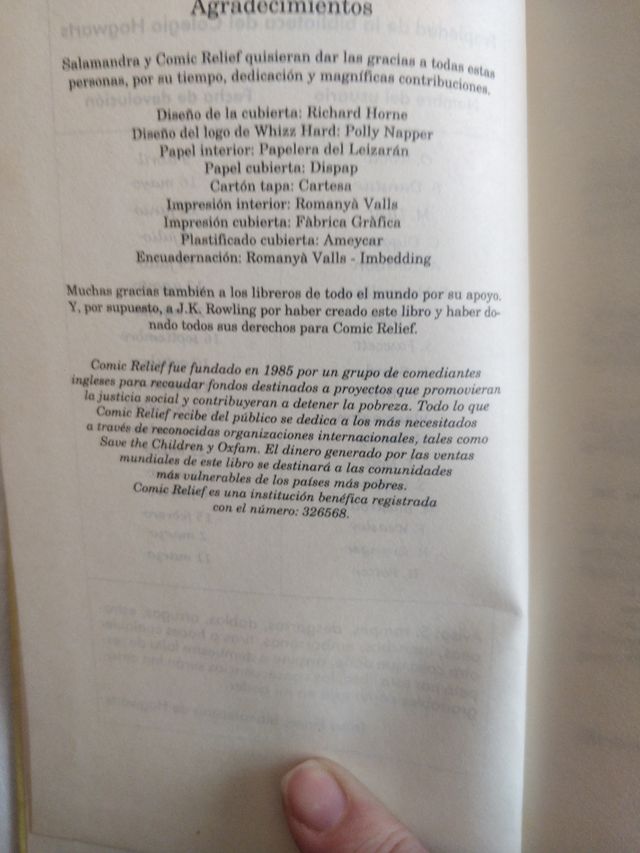 Agradecimientos
Salamandra y Comic Relief quisieran dar las gracias a todas estas
personas, por su tiempo, dedicación y magníficas contribuciones.
Diseño de la cubierta: Richard Horne
Diseño del logo de Whizz Hard: Polly Napper
Papel interior: Papelera del Leizarán
Papel cubierta: Dispap
Cartón tapa: Cartesa
Impresión interior: Romanyà Valls
Impresión cubierta: Fàbrica Gràfica
Plastificado cubierta: Ameycar
Encuadernación: Romanyà Valls - Imbedding
Muchas gracias también a los libreros de todo el mundo por su apoyo.
Y, por supuesto, a J.K. Rowling por haber creado este libro y haber do-
nado todos sus derechos para Comic Relief.
Comic Relief fue fundado en 1985 por un grupo de comediantes
ingleses para recaudar fondos destinados a proyectos que promovieran
la justicia social y contribuyeran a detener la pobreza. Todo lo que
Comic Relief recibe del público se dedica a los más necesitados
a través de reconocidas organizaciones internacionales, tales como
Save the Children y Oxfam. El dinero generado por las ventas
mundiales de este libro se destinará a las comunidades
más vulnerables de los países más pobres.
Comic Relief es una institución benéfica registrada
con el número: 326568.